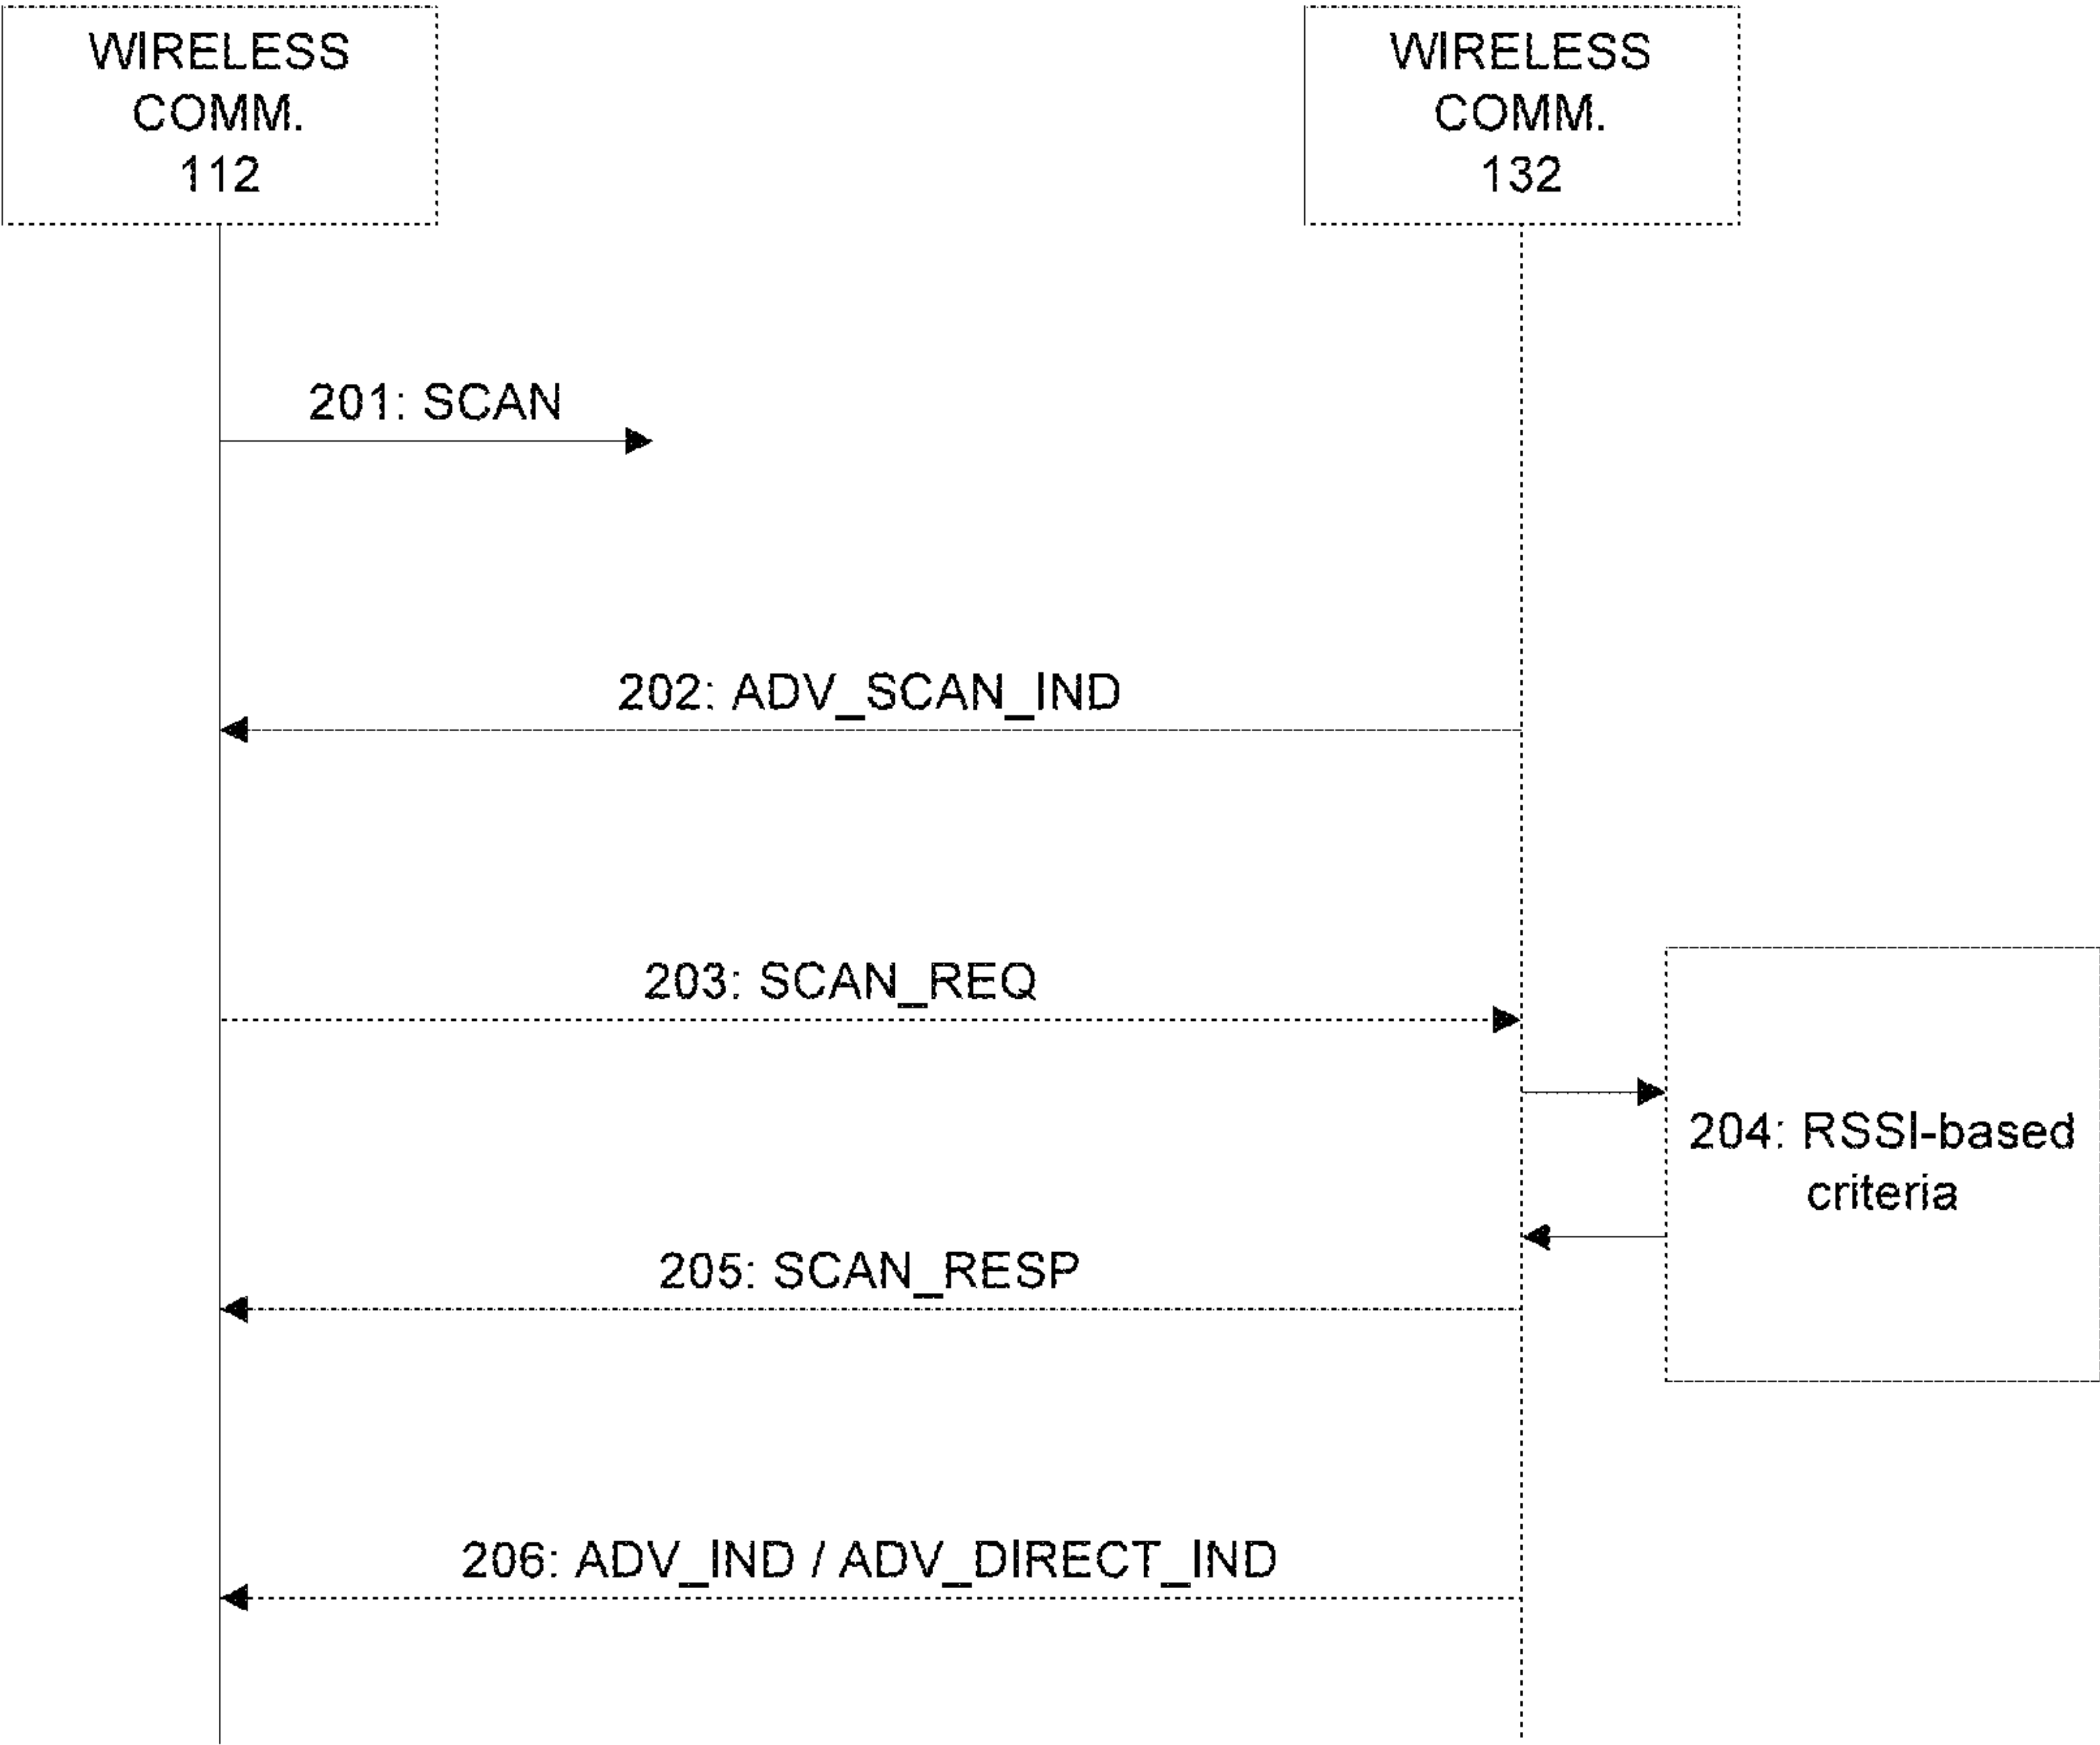 WIRELESS
COMM.
112
WIRELESS
COMM.
132
201: SCAN
202: ADV_SCAN_IND
203: SCAN_REQ
204: RSSI-based
criteria
205: SCAN_RESP
206: ADV_IND / ADV_DIRECT_IND